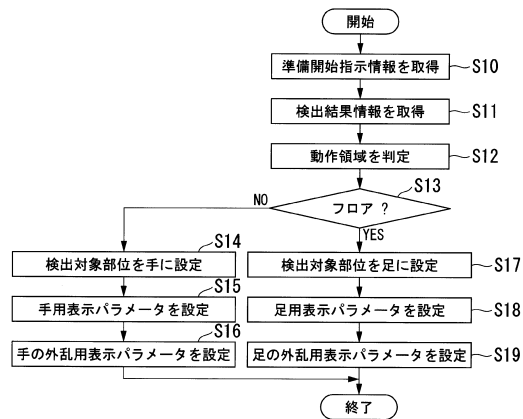 開始
準備開始指示情報を取得 S10
検出結果情報を取得 S11
動作領域を判定 S12
フロア ? S13
NO
YES
検出対象部位を手に設定 S14
手用表示パラメータを設定 S15
手の外乱用表示パラメータを設定 S16
検出対象部位を足に設定 S17
足用表示パラメータを設定 S18
足の外乱用表示パラメータを設定 S19
終了